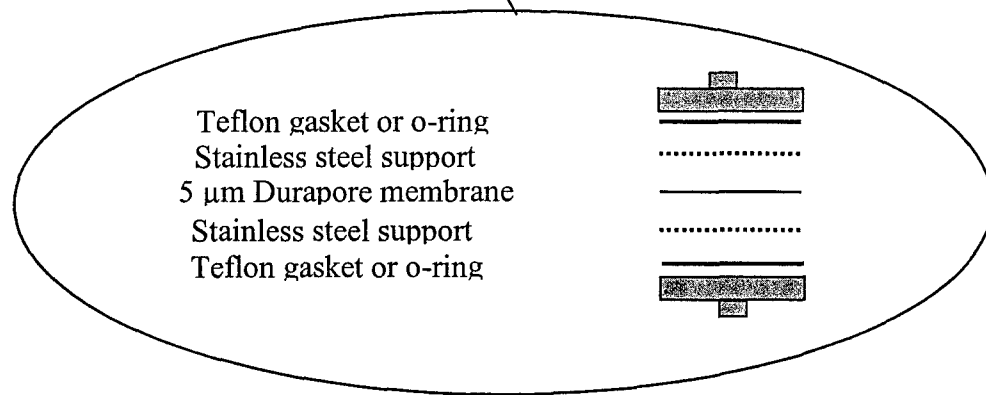 Teflon gasket or o-ring
Stainless steel support
5 μm Durapore membrane
Stainless steel support
Teflon gasket or o-ring